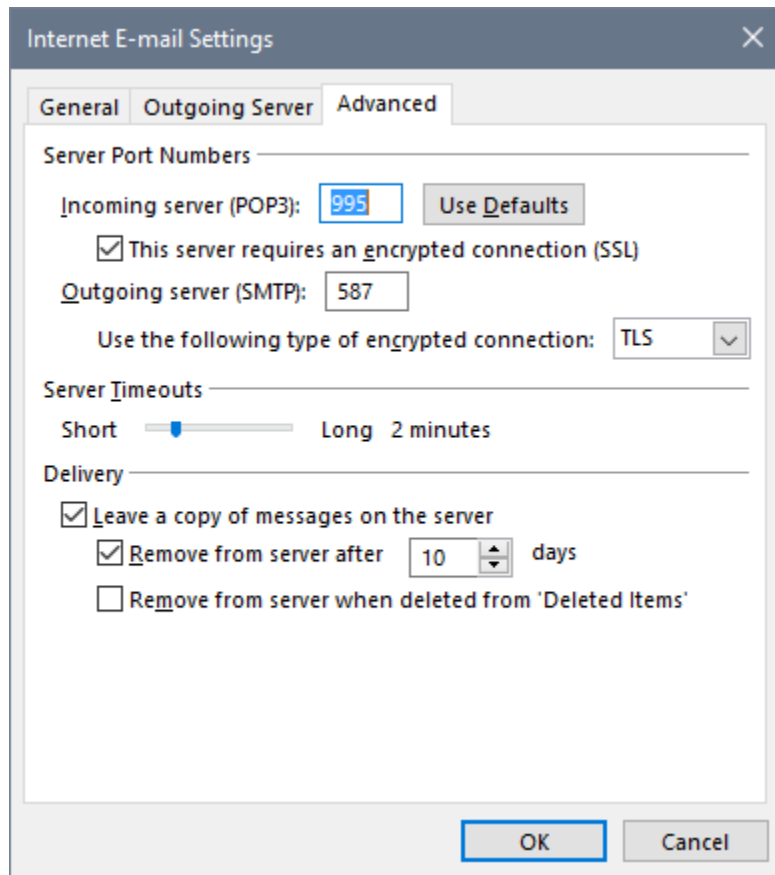 Internet E-mail Settings
General Outgoing Server Advanced
Server Port Numbers
Incoming server (POP3): 995 Use Defaults
This server requires an encrypted connection (SSL)
Outgoing server (SMTP): 587
Use the following type of encrypted connection: TLS
Server Timeouts
Short Long 2 minutes
Delivery
Leave a copy of messages on the server
Remove from server after 10 days
Remove from server when deleted from 'Deleted Items'
OK Cancel